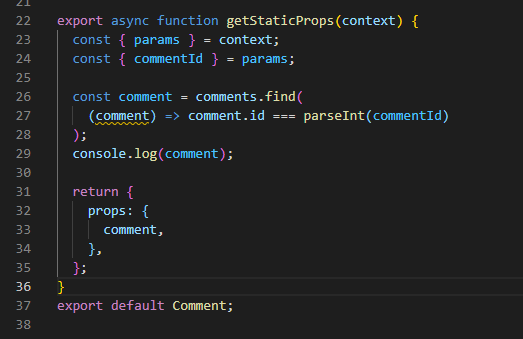 21
22 export async function getStaticProps(context) {
23   const { params } = context;
24   const { commentId } = params;
25
26   const comment = comments.find(
27     (comment) => comment.id === parseInt(commentId)
28   );
29   console.log(comment);
30
31   return {
32     props: {
33       comment,
34     },
35   };
36 }
37 export default Comment;
38